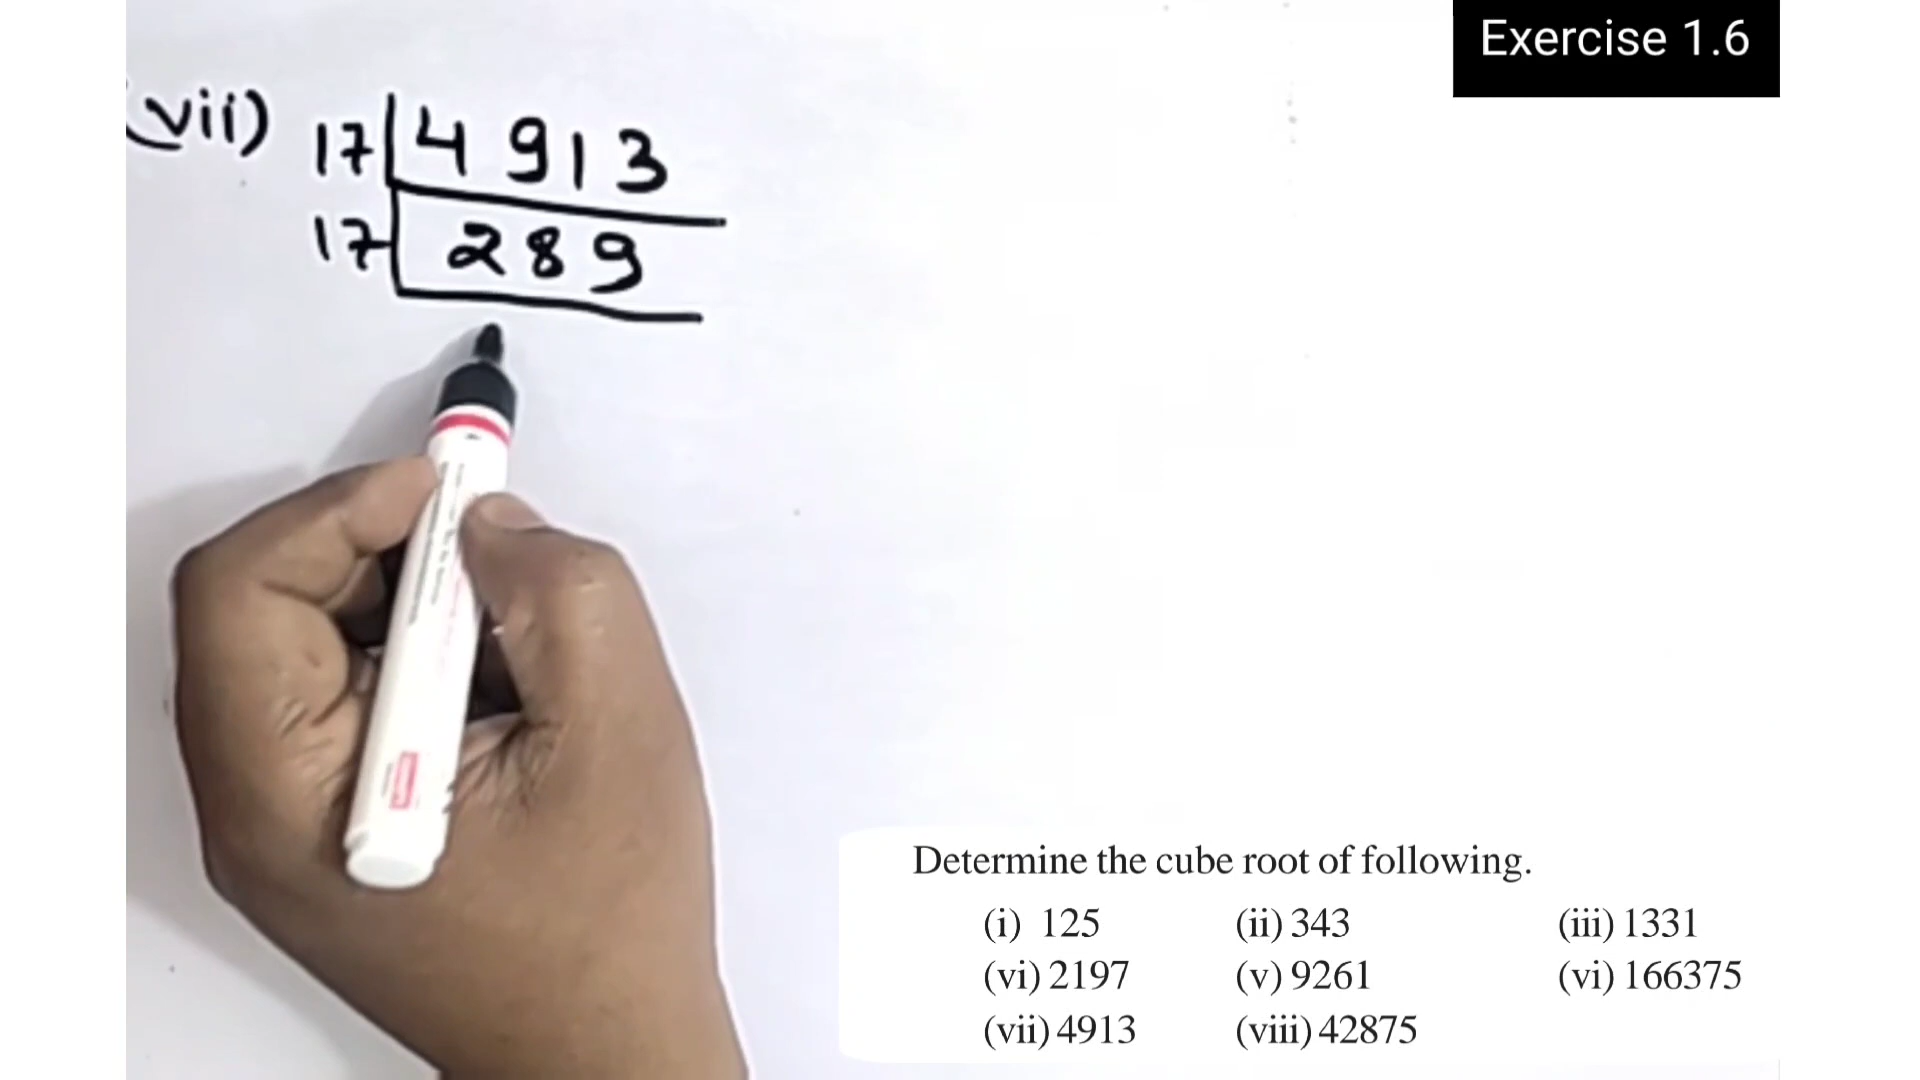 Exercise 1.6
(vii) 17 4913
17 289
Determine the cube root of following.
(i) 125 (ii) 343 (iii) 1331
(vi) 2197 (v) 9261 (vi) 166375
(vii) 4913 (viii) 42875